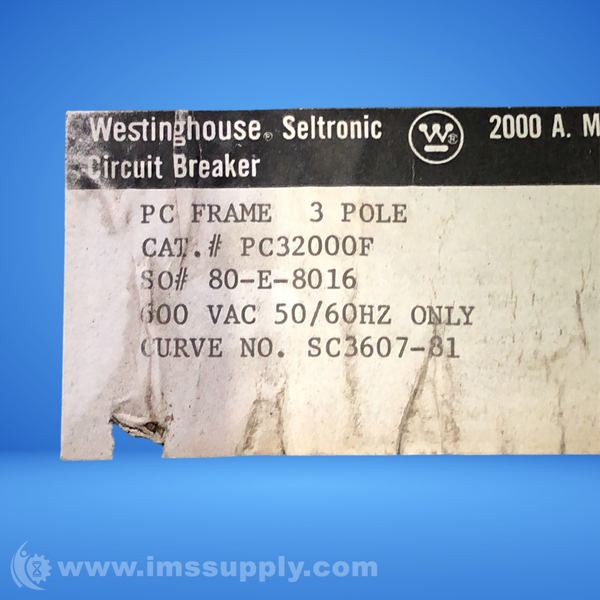 Westinghouse® Seltronic W® 2000 A. M
Circuit Breaker
PC FRAME 3 POLE
CAT.# PC32000F
SO# 80-E-8016
600 VAC 50/60HZ ONLY
CURVE NO. SC3607-81
www.imssupply.com